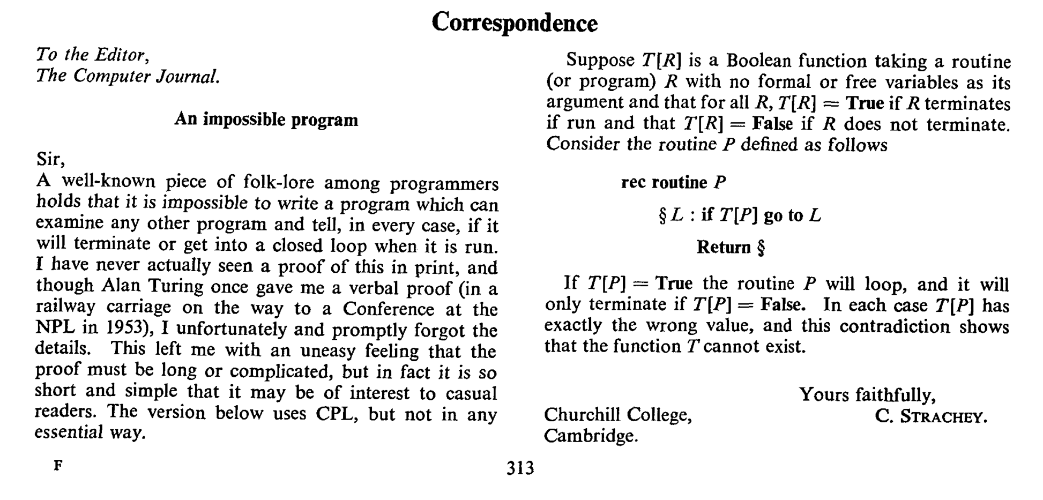 Correspondence
To the Editor,
The Computer Journal.
An impossible program
Sir,
A well-known piece of folk-lore among programmers
holds that it is impossible to write a program which can
examine any other program and tell, in every case, if it
will terminate or get into a closed loop when it is run.
I have never actually seen a proof of this in print, and
though Alan Turing once gave me a verbal proof (in a
railway carriage on the way to a Conference at the
NPL in 1953), I unfortunately and promptly forgot the
details. This left me with an uneasy feeling that the
proof must be long or complicated, but in fact it is so
short and simple that it may be of interest to casual
readers. The version below uses CPL, but not in any
essential way.
Suppose T[R] is a Boolean function taking a routine
(or program) R with no formal or free variables as its
argument and that for all R, T[R] = True if R terminates
if run and that T[R] = False if R does not terminate.
Consider the routine P defined as follows
rec routine P
§ L : if T[P] go to L
Return §
If T[P] = True the routine P will loop, and it will
only terminate if T[P] = False. In each case T[P] has
exactly the wrong value, and this contradiction shows
that the function T cannot exist.
Yours faithfully,
Churchill College, C. STRACHEY.
Cambridge.
F 313